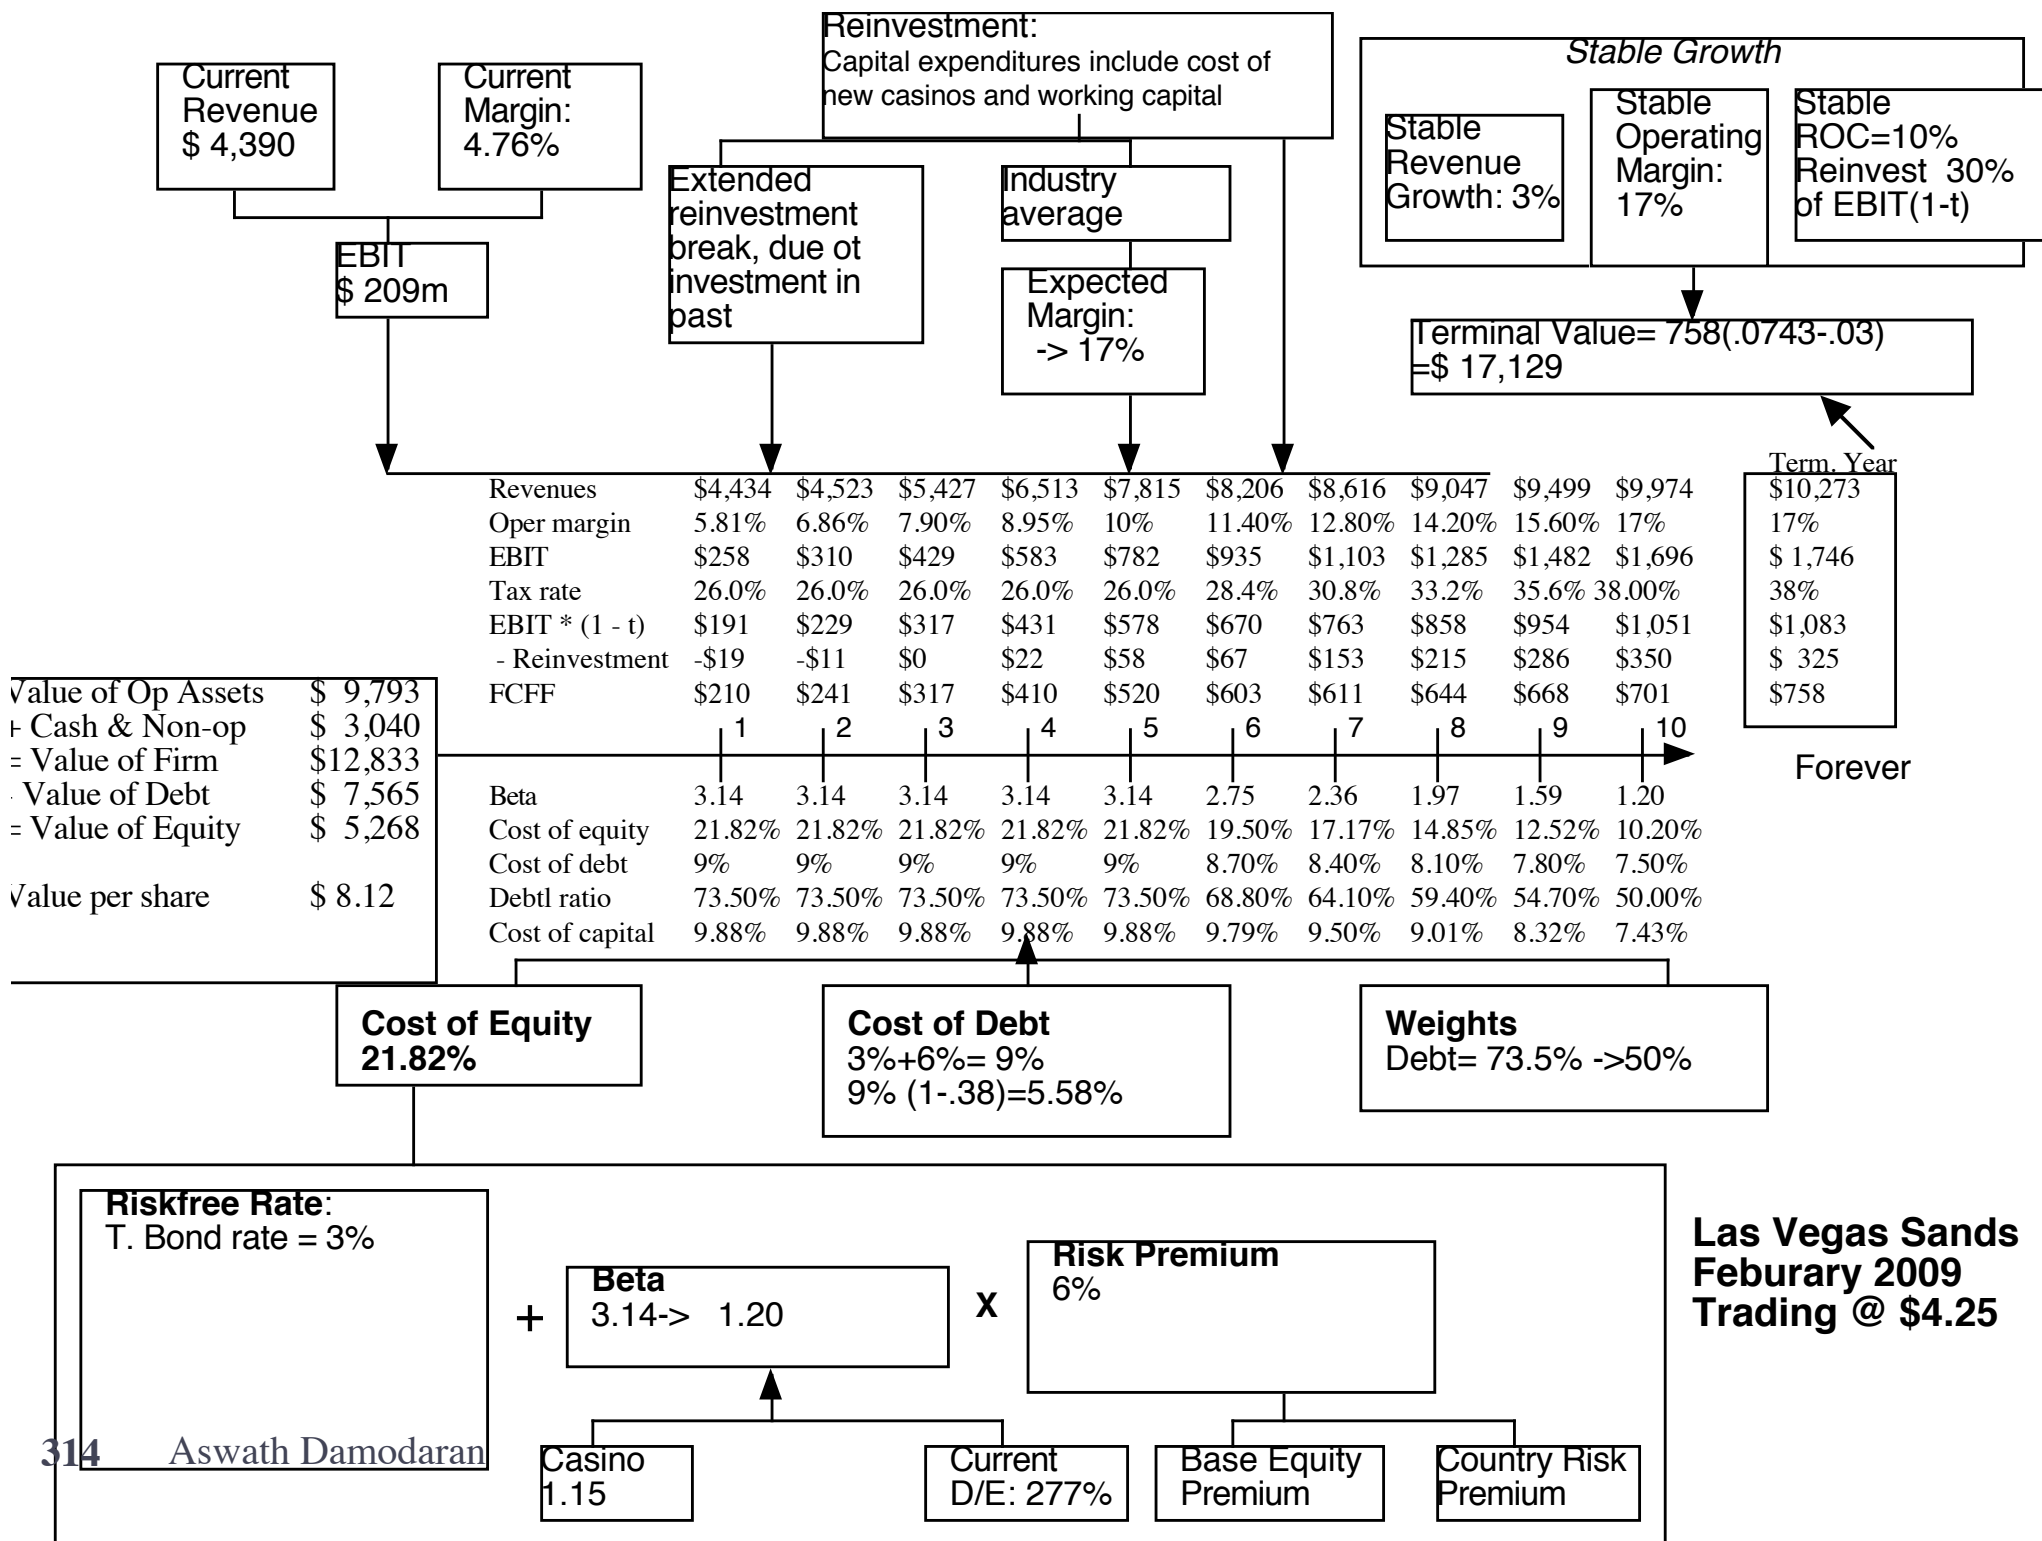 Reinvestment:
Capital expenditures include cost of
new casinos and working capital
Stable Growth
Current
Revenue
$ 4,390
Current
Margin:
4.76%
Stable
Revenue
Growth: 3%
Stable
Operating
Margin:
17%
Stable
ROC=10%
Reinvest 30%
of EBIT(1-t)
Extended
reinvestment
break, due ot
investment in
past
Industry
average
EBIT
$ 209m
Expected
Margin:
-> 17%
Terminal Value= 758(.0743-.03)
=$ 17,129
Term. Year
Revenues $4,434 $4,523 $5,427 $6,513 $7,815 $8,206 $8,616 $9,047 $9,499 $9,974 $10,273
Oper margin 5.81% 6.86% 7.90% 8.95% 10% 11.40% 12.80% 14.20% 15.60% 17% 17%
EBIT $258 $310 $429 $583 $782 $935 $1,103 $1,285 $1,482 $1,696 $ 1,746
Tax rate 26.0% 26.0% 26.0% 26.0% 26.0% 28.4% 30.8% 33.2% 35.6% 38.00% 38%
EBIT * (1 - t) $191 $229 $317 $431 $578 $670 $763 $858 $954 $1,051 $1,083
- Reinvestment -$19 -$11 $0 $22 $58 $67 $153 $215 $286 $350 $ 325
FCFF $210 $241 $317 $410 $520 $603 $611 $644 $668 $701 $758
1 2 3 4 5 6 7 8 9 10
Forever
Value of Op Assets $ 9,793
+ Cash & Non-op $ 3,040
= Value of Firm $12,833
- Value of Debt $ 7,565
= Value of Equity $ 5,268
Value per share $ 8.12
Beta 3.14 3.14 3.14 3.14 3.14 2.75 2.36 1.97 1.59 1.20
Cost of equity 21.82% 21.82% 21.82% 21.82% 21.82% 19.50% 17.17% 14.85% 12.52% 10.20%
Cost of debt 9% 9% 9% 9% 9% 8.70% 8.40% 8.10% 7.80% 7.50%
Debtl ratio 73.50% 73.50% 73.50% 73.50% 73.50% 68.80% 64.10% 59.40% 54.70% 50.00%
Cost of capital 9.88% 9.88% 9.88% 9.88% 9.88% 9.79% 9.50% 9.01% 8.32% 7.43%
Cost of Equity
21.82%
Cost of Debt
3%+6%= 9%
9% (1-.38)=5.58%
Weights
Debt= 73.5% ->50%
Riskfree Rate:
T. Bond rate = 3%
+
Beta
3.14-> 1.20
X
Risk Premium
6%
Las Vegas Sands
Feburary 2009
Trading @ $4.25
Casino
1.15
Current
D/E: 277%
Base Equity
Premium
Country Risk
Premium
314 Aswath Damodaran